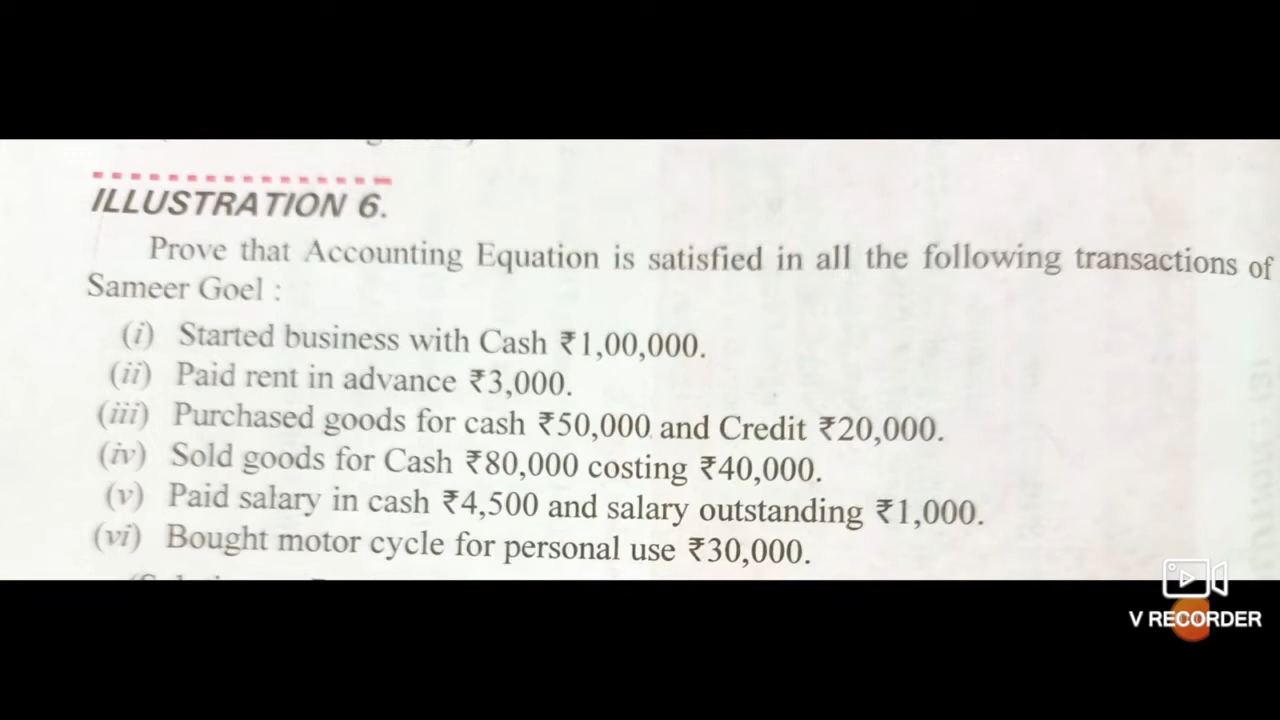 ILLUSTRATION 6.
Prove that Accounting Equation is satisfied in all the following transactions of
Sameer Goel :
(i) Started business with Cash ₹1,00,000.
(ii) Paid rent in advance ₹3,000.
(iii) Purchased goods for cash ₹50,000 and Credit ₹20,000.
(iv) Sold goods for Cash ₹80,000 costing ₹40,000.
(v) Paid salary in cash ₹4,500 and salary outstanding ₹1,000.
(vi) Bought motor cycle for personal use ₹30,000.
V RECORDER